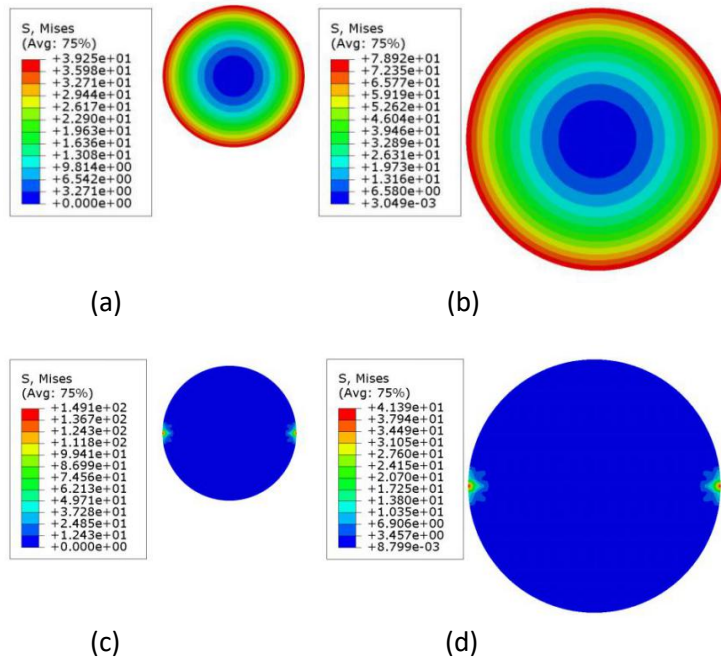 S, Mises
(Avg: 75%)
+3.925e+01
+3.598e+01
+3.271e+01
+2.944e+01
+2.617e+01
+2.290e+01
+1.963e+01
+1.636e+01
+1.308e+01
+9.814e+00
+6.542e+00
+3.271e+00
+0.000e+00
S, Mises
(Avg: 75%)
+7.892e+01
+7.235e+01
+6.577e+01
+5.919e+01
+5.262e+01
+4.604e+01
+3.946e+01
+3.289e+01
+2.631e+01
+1.973e+01
+1.316e+01
+6.580e+00
+3.049e-03
(a)
(b)
S, Mises
(Avg: 75%)
+1.491e+02
+1.367e+02
+1.243e+02
+1.118e+02
+9.941e+01
+8.699e+01
+7.456e+01
+6.213e+01
+4.971e+01
+3.728e+01
+2.485e+01
+1.243e+01
+0.000e+00
S, Mises
(Avg: 75%)
+4.139e+01
+3.794e+01
+3.449e+01
+3.105e+01
+2.760e+01
+2.415e+01
+2.070e+01
+1.725e+01
+1.380e+01
+1.035e+01
+6.906e+00
+3.457e+00
+8.799e-03
(c)
(d)